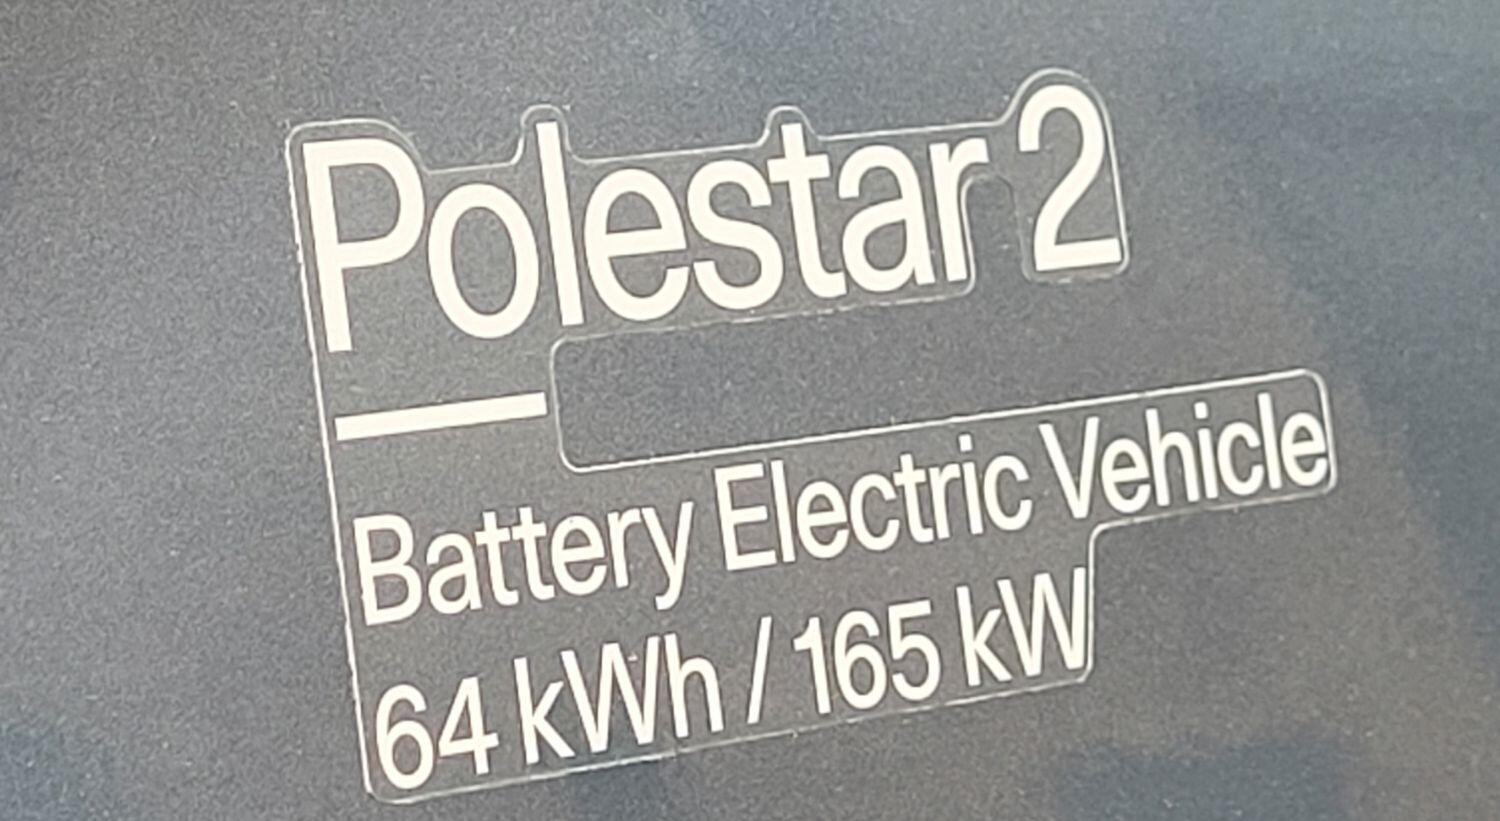 Polestar 2
Battery Electric Vehicle
64 kWh / 165 kW